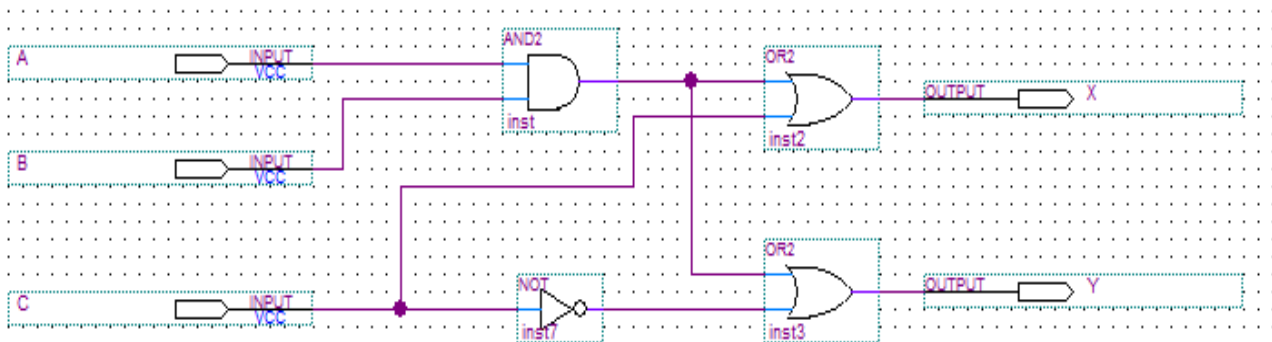 A
INPUT
VCC
AND2
inst
OR2
inst2
OUTPUT
X
B
INPUT
VCC
C
INPUT
VCC
NOT
inst7
OR2
inst3
OUTPUT
Y